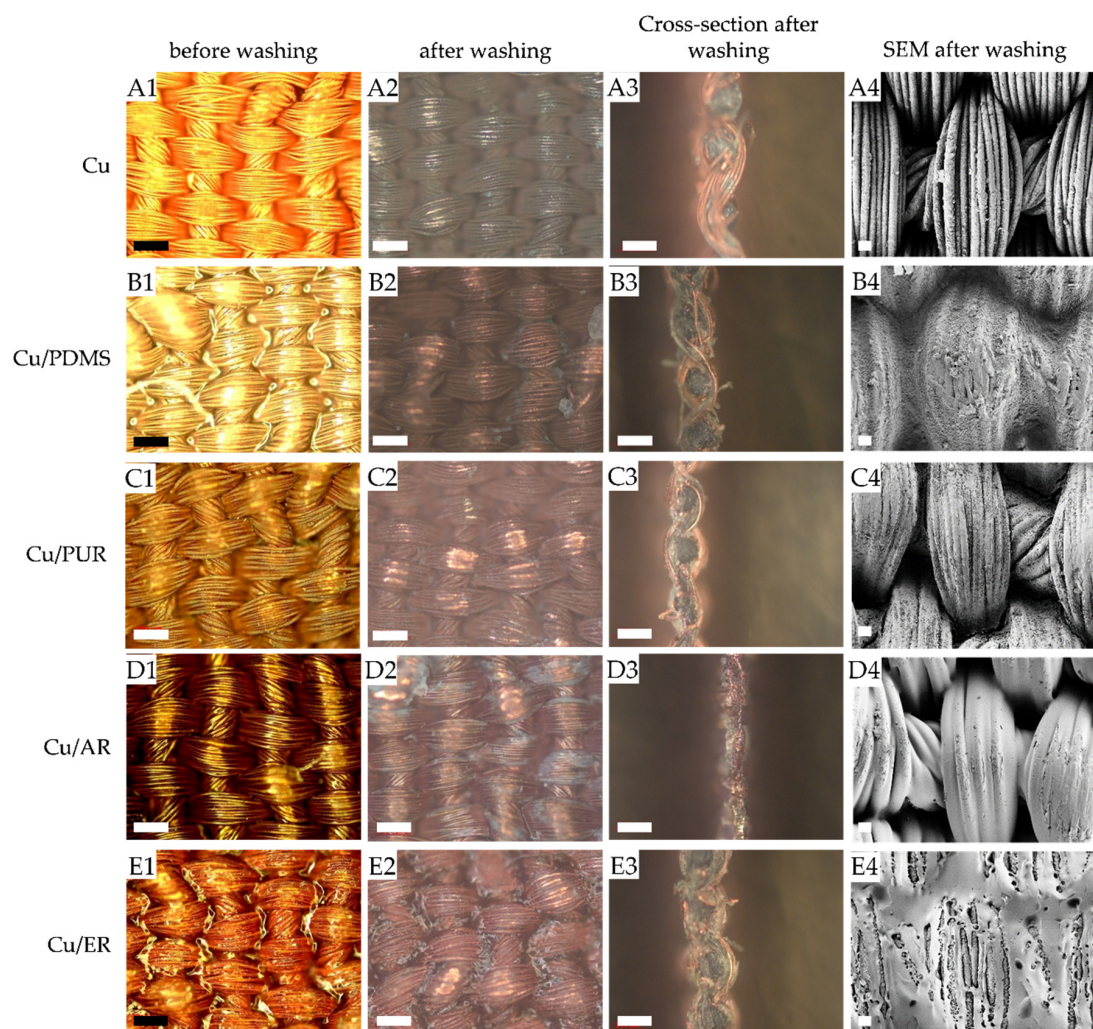 before washing
after washing
Cross-section after
washing
SEM after washing
Cu
A1
A2
A3
A4
Cu/PDMS
B1
B2
B3
B4
Cu/PUR
C1
C2
C3
C4
Cu/AR
D1
D2
D3
D4
Cu/ER
E1
E2
E3
E4